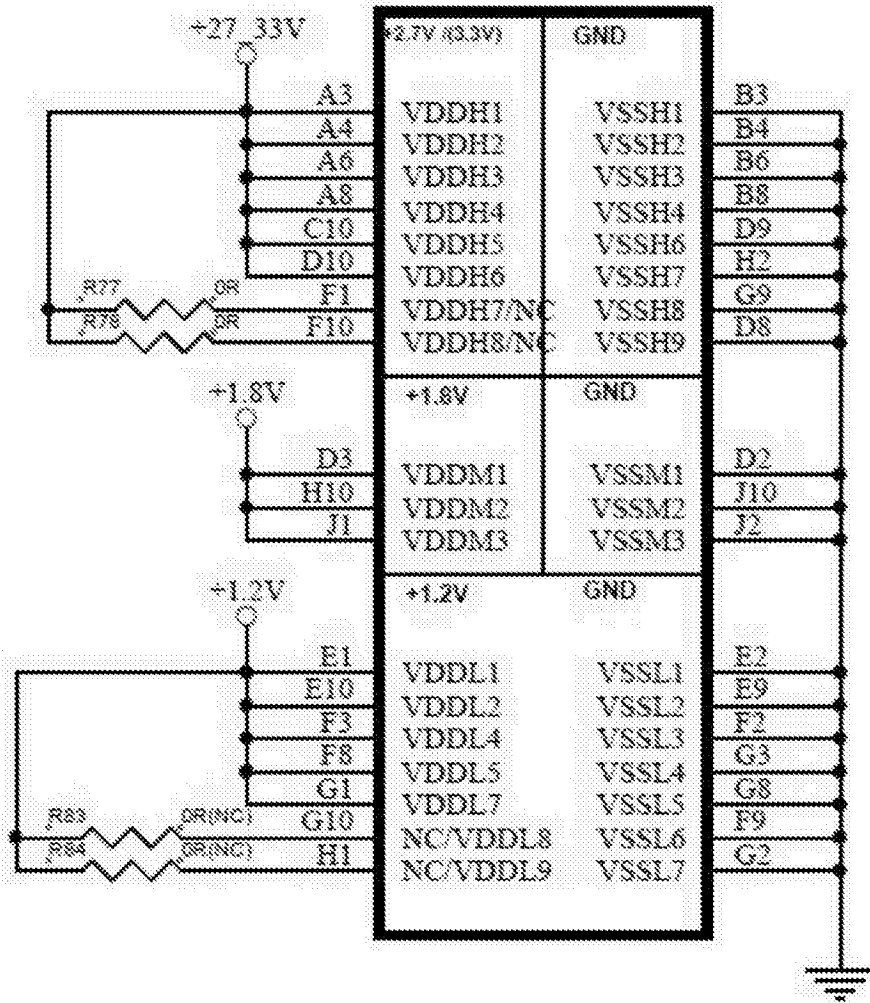 +27_33V
+2.7V /(3.3V) GND
A3 VDDH1 VSSH1 B3
A4 VDDH2 VSSH2 B4
A6 VDDH3 VSSH3 B6
A8 VDDH4 VSSH4 B8
C10 VDDH5 VSSH6 D9
D10 VDDH6 VSSH7 H2
R77 0R F1 VDDH7/NC VSSH8 G9
R78 0R F10 VDDH8/NC VSSH9 D8
+1.8V +1.8V GND
D3 VDDM1 VSSM1 D2
H10 VDDM2 VSSM2 J10
J1 VDDM3 VSSM3 J2
+1.2V +1.2V GND
E1 VDDL1 VSSL1 E2
E10 VDDL2 VSSL2 E9
F3 VDDL4 VSSL3 F2
F8 VDDL5 VSSL4 G3
G1 VDDL7 VSSL5 G8
R83 0R(NC) G10 NC/VDDL8 VSSL6 F9
R84 0R(NC) H1 NC/VDDL9 VSSL7 G2